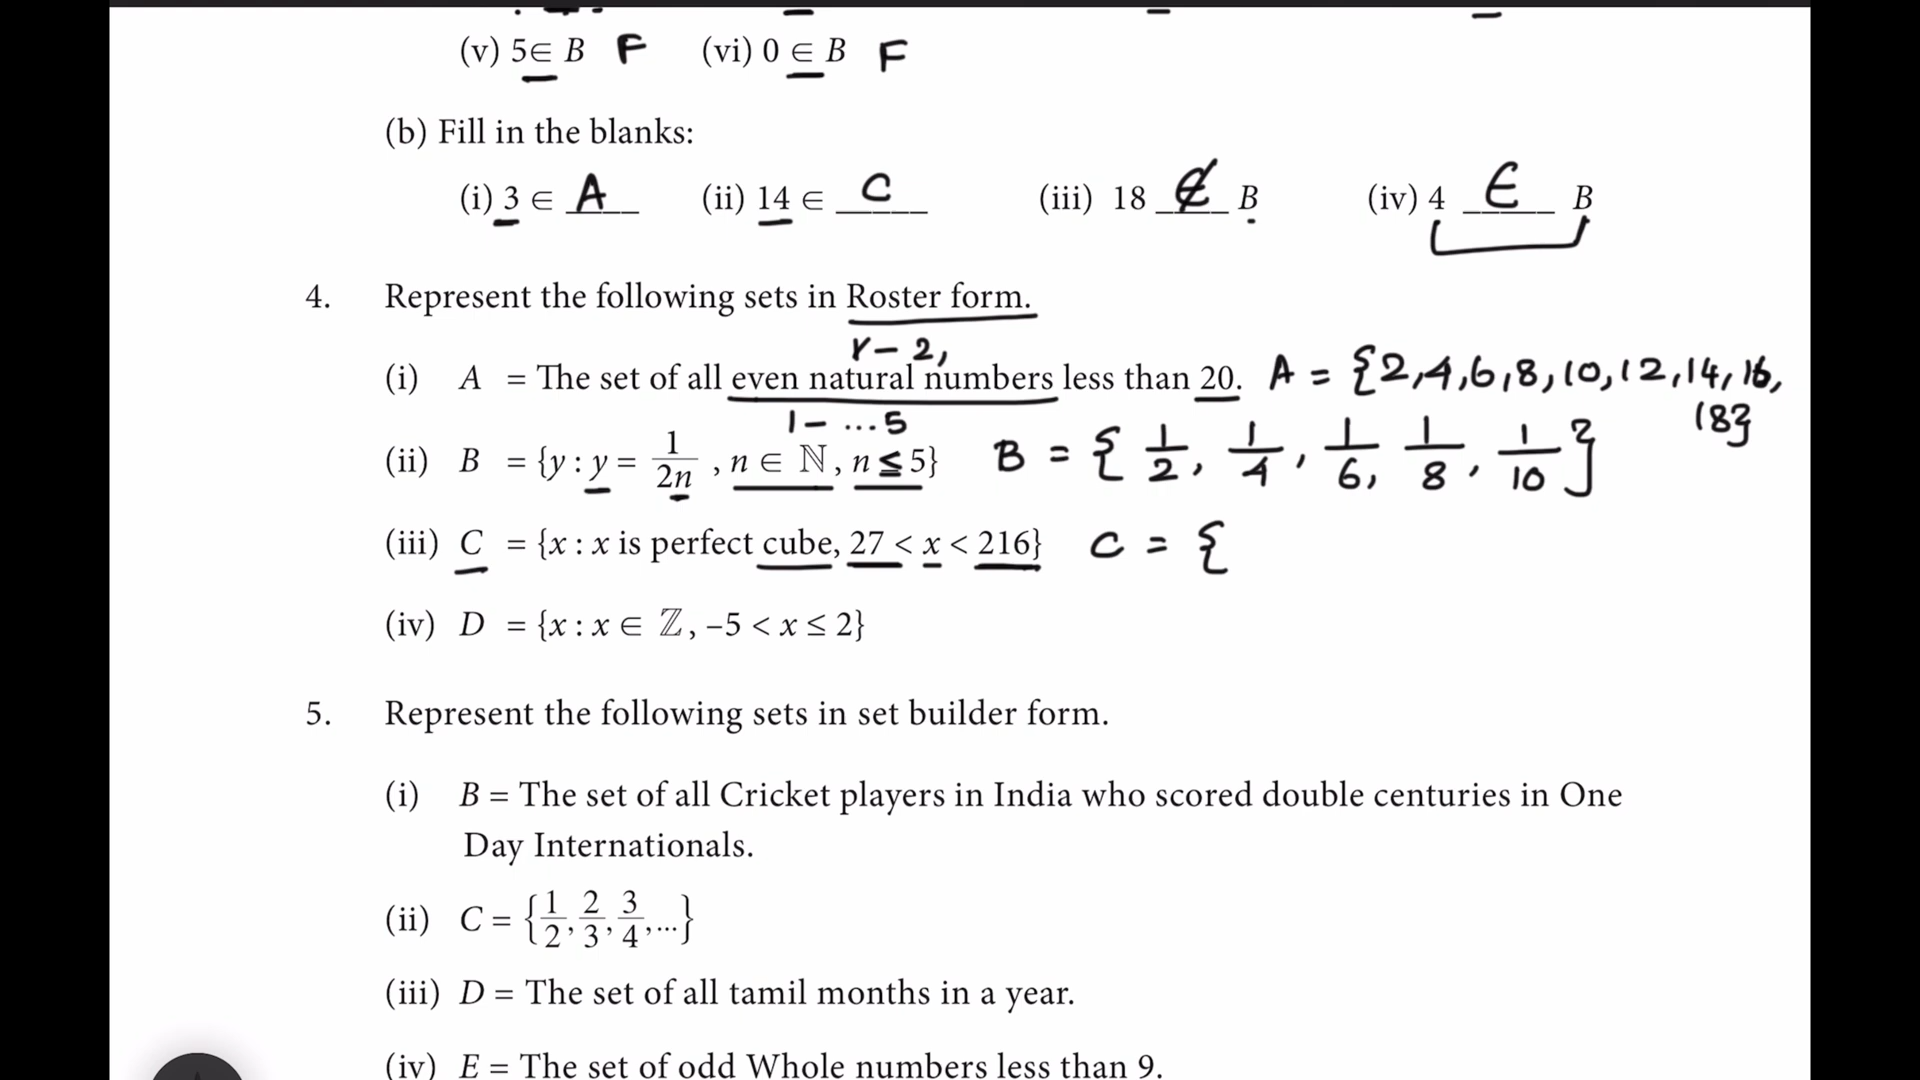 (v) 5∈ B F (vi) 0 ∈ B F
(b) Fill in the blanks:
(i) 3 ∈ A (ii) 14 ∈ C (iii) 18 ∉ B (iv) 4 ∈ B
4. Represent the following sets in Roster form.
r – 2,
(i) A = The set of all even natural numbers less than 20. A = {2,4,6,8,10,12,14,16,
18}
1 – ...5
(ii) B = {y : y = 1/2n , n ∈ ℕ, n ≤ 5} B = { 1/2, 1/4, 1/6, 1/8, 1/10 }
(iii) C = {x : x is perfect cube, 27 < x < 216} C = {
(iv) D = {x : x ∈ ℤ, –5 < x ≤ 2}
5. Represent the following sets in set builder form.
(i) B = The set of all Cricket players in India who scored double centuries in One
Day Internationals.
(ii) C = {1/2, 2/3, 3/4, ...}
(iii) D = The set of all tamil months in a year.
(iv) E = The set of odd Whole numbers less than 9.